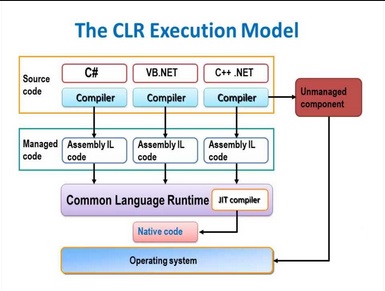 The CLR Execution Model
Source
code
C#
VB.NET
C++ .NET
Compiler
Compiler
Compiler
Unmanaged
component
Managed
code
Assembly IL
code
Assembly IL
code
Assembly IL
code
Common Language Runtime
JIT compiler
Native code
Operating system